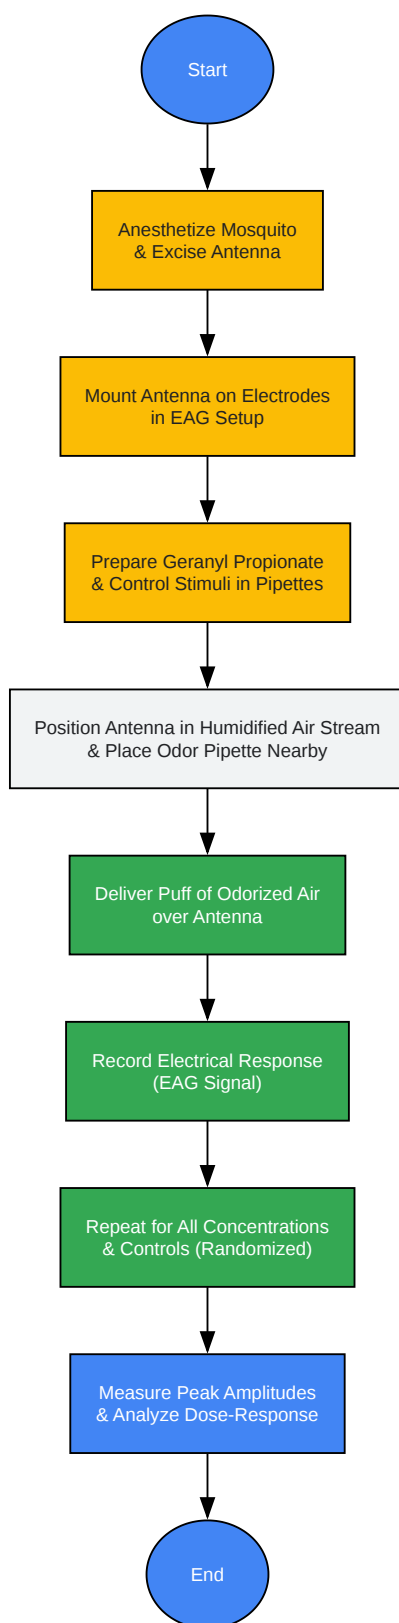 Start
Anesthetize Mosquito
& Excise Antenna
Mount Antenna on Electrodes
in EAG Setup
Prepare Geranyl Propionate
& Control Stimuli in Pipettes
Position Antenna in Humidified Air Stream
& Place Odor Pipette Nearby
Deliver Puff of Odorized Air
over Antenna
Record Electrical Response
(EAG Signal)
Repeat for All Concentrations
& Controls (Randomized)
Measure Peak Amplitudes
& Analyze Dose-Response
End